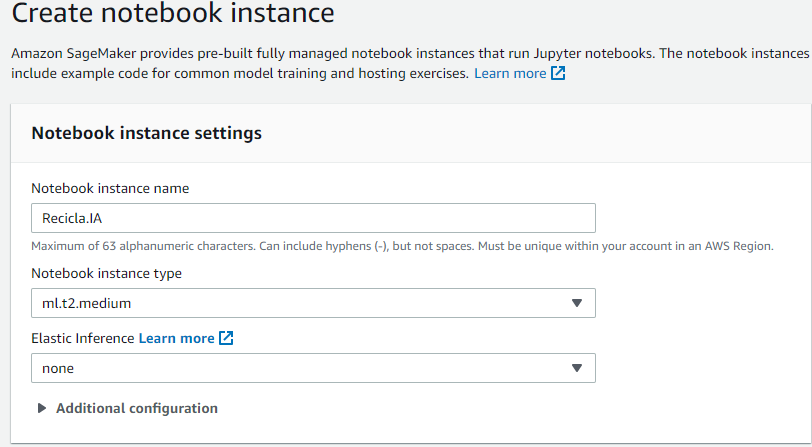 Create notebook instance
Amazon SageMaker provides pre-built fully managed notebook instances that run Jupyter notebooks. The notebook instances
include example code for common model training and hosting exercises. Learn more
Notebook instance settings
Notebook instance name
Recicla.IA
Maximum of 63 alphanumeric characters. Can include hyphens (-), but not spaces. Must be unique within your account in an AWS Region.
Notebook instance type
ml.t2.medium
Elastic Inference Learn more
none
Additional configuration